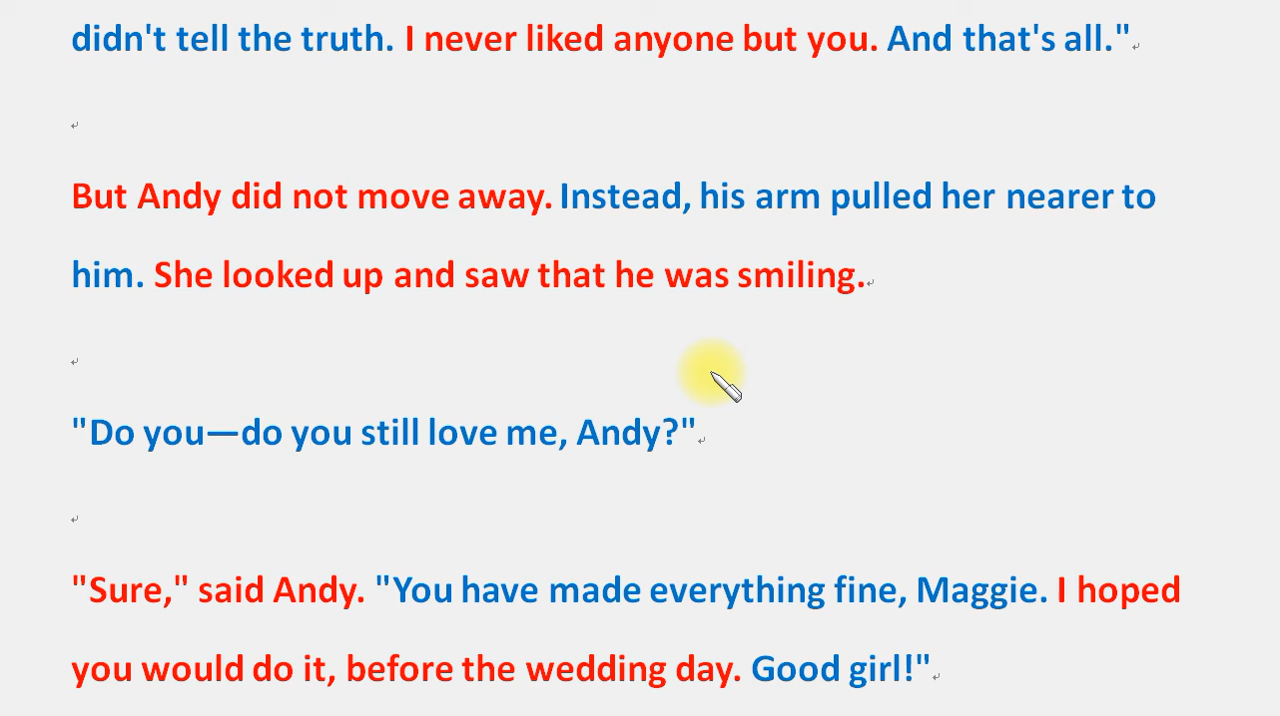 didn't tell the truth. I never liked anyone but you. And that's all."
But Andy did not move away. Instead, his arm pulled her nearer to
him. She looked up and saw that he was smiling.
"Do you—do you still love me, Andy?"
"Sure," said Andy. "You have made everything fine, Maggie. I hoped
you would do it, before the wedding day. Good girl!"